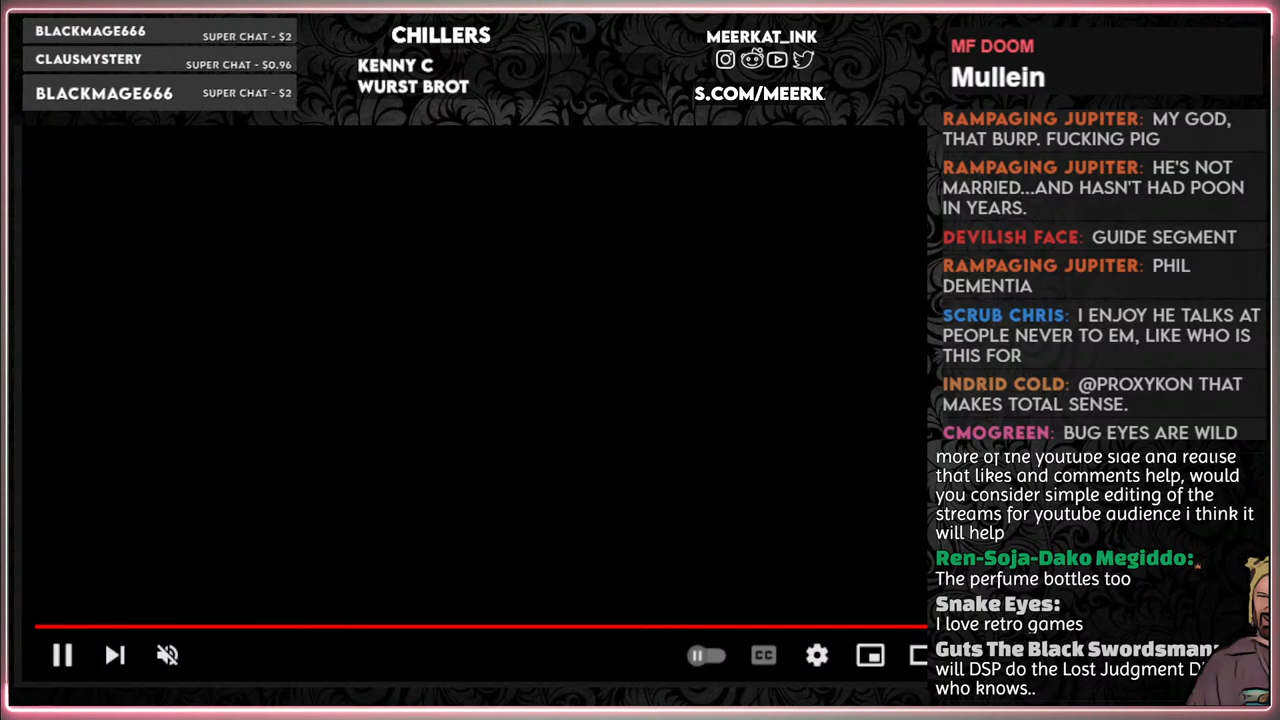 BLACKMAGE666 SUPER CHAT - $2
CLAUSMYSTERY SUPER CHAT - $0.96
BLACKMAGE666 SUPER CHAT - $2
CHILLERS
KENNY C
WURST BROT
MEERKAT_INK
S.COM/MEERK
MF DOOM
Mullein
RAMPAGING JUPITER: MY GOD,
THAT BURP. FUCKING PIG
RAMPAGING JUPITER: HE'S NOT
MARRIED...AND HASN'T HAD POON
IN YEARS.
DEVILISH FACE: GUIDE SEGMENT
RAMPAGING JUPITER: PHIL
DEMENTIA
SCRUB CHRIS: I ENJOY HE TALKS AT
PEOPLE NEVER TO EM, LIKE WHO IS
THIS FOR
INDRID COLD: @PROXYKON THAT
MAKES TOTAL SENSE.
CMOGREEN: BUG EYES ARE WILD
more of the youtube side and realise
that likes and comments help, would
you consider simple editing of the
streams for youtube audience i think it
will help
Ren-Soja-Dako Megiddo:
The perfume bottles too
Snake Eyes:
I love retro games
Guts The Black Swordsman:
will DSP do the Lost Judgment D
who knows..
CC